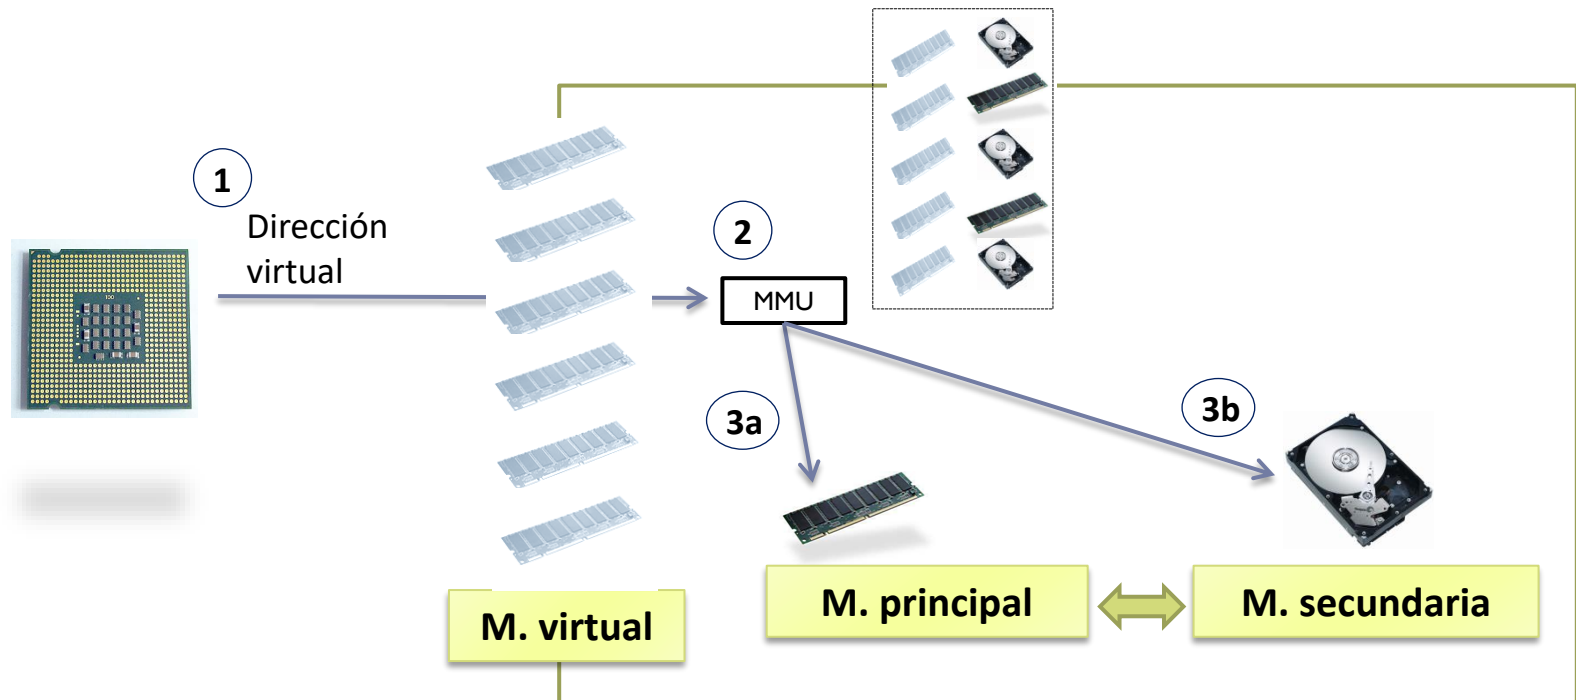 1
Dirección
virtual
2
MMU
3a
3b
M. virtual
M. principal
M. secundaria